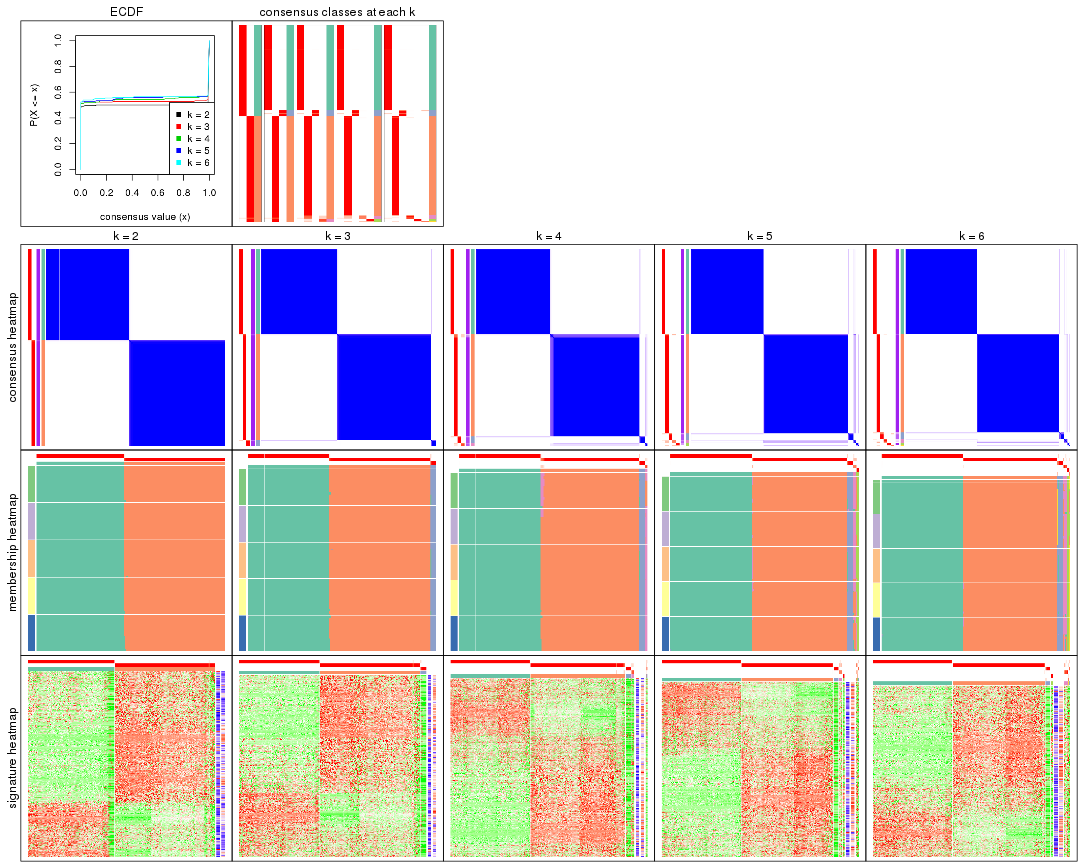 ECDF
consensus classes at each k
P(X <= x)
1.0
0.8
0.6
0.4
0.2
0.0
k = 2
k = 3
k = 4
k = 5
k = 6
0.0 0.2 0.4 0.6 0.8 1.0
consensus value (x)
k = 2
k = 3
k = 4
k = 5
k = 6
consensus heatmap
membership heatmap
signature heatmap